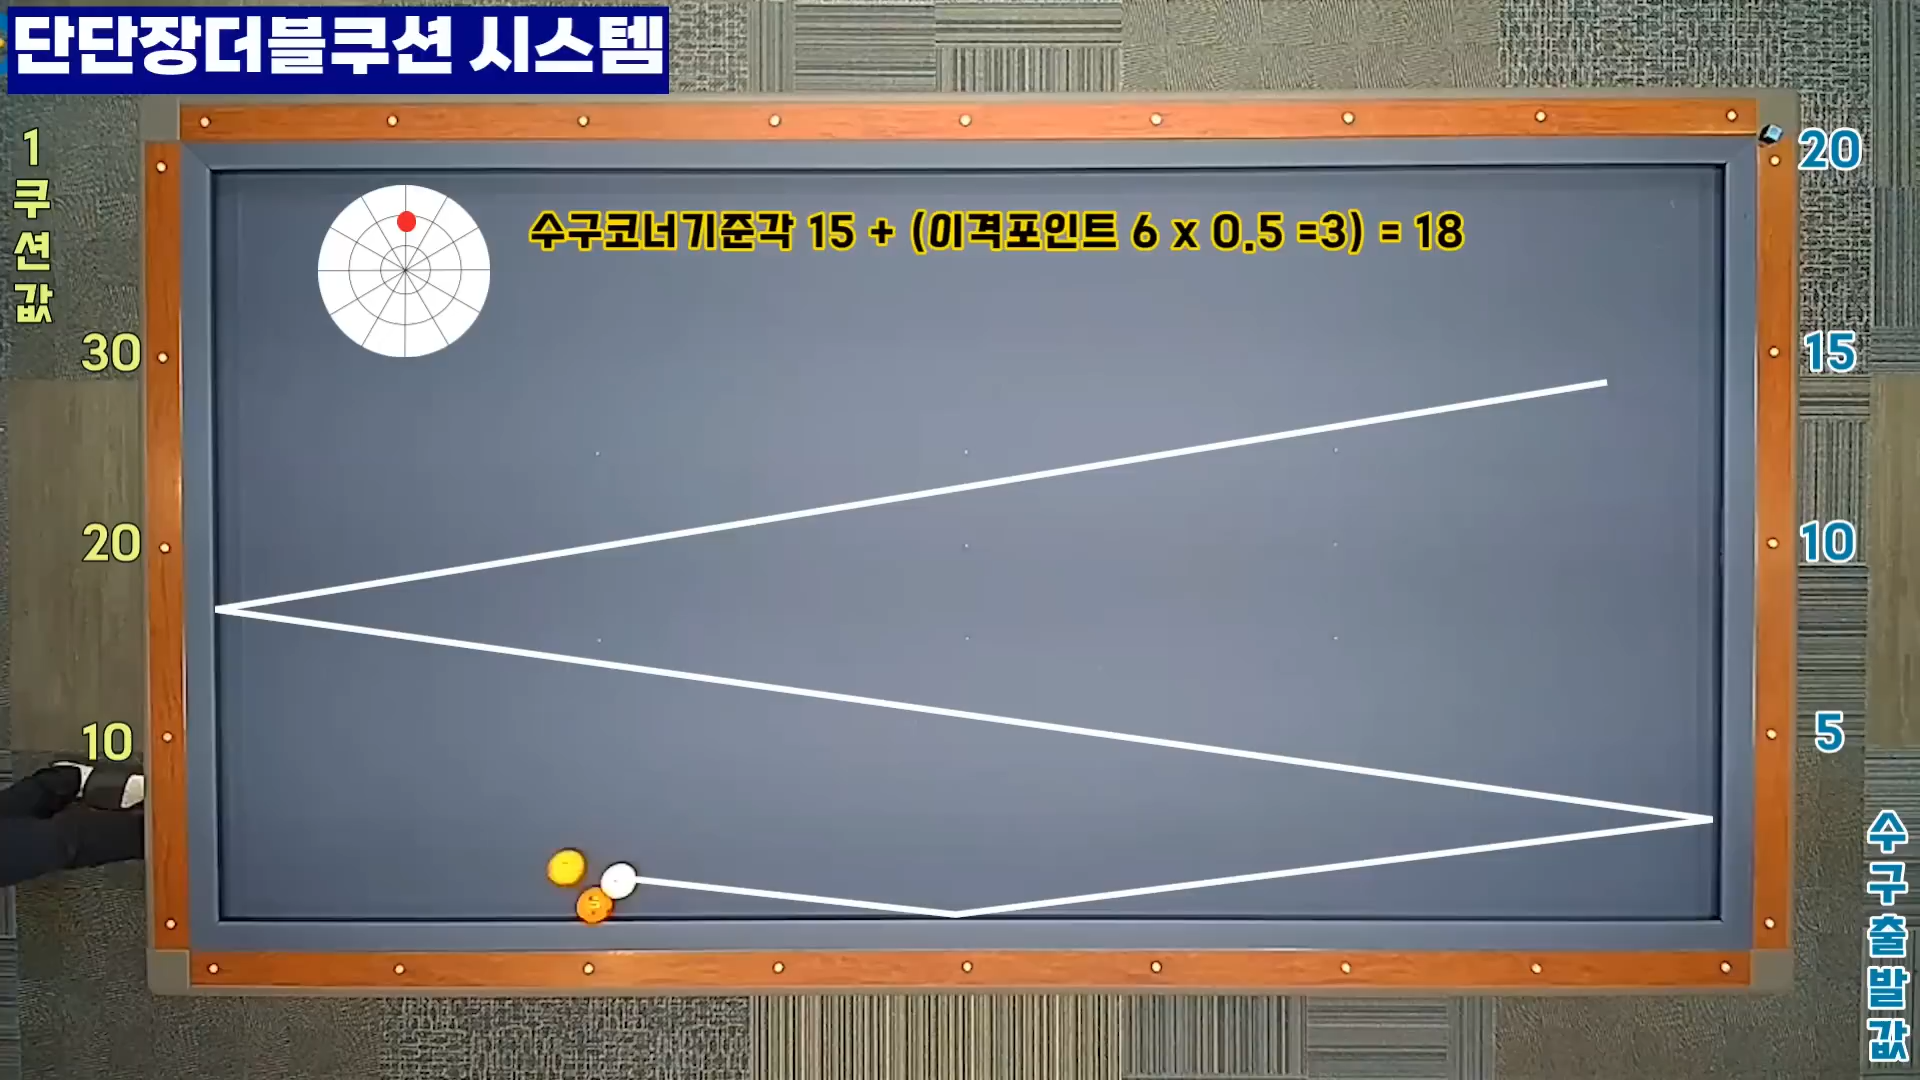 단단장더블쿠션 시스템
1쿠션값
수구코너기준각 15 + (이격포인트 6 x 0.5 =3) = 18
30
20
10
20
15
10
5
수구출발값